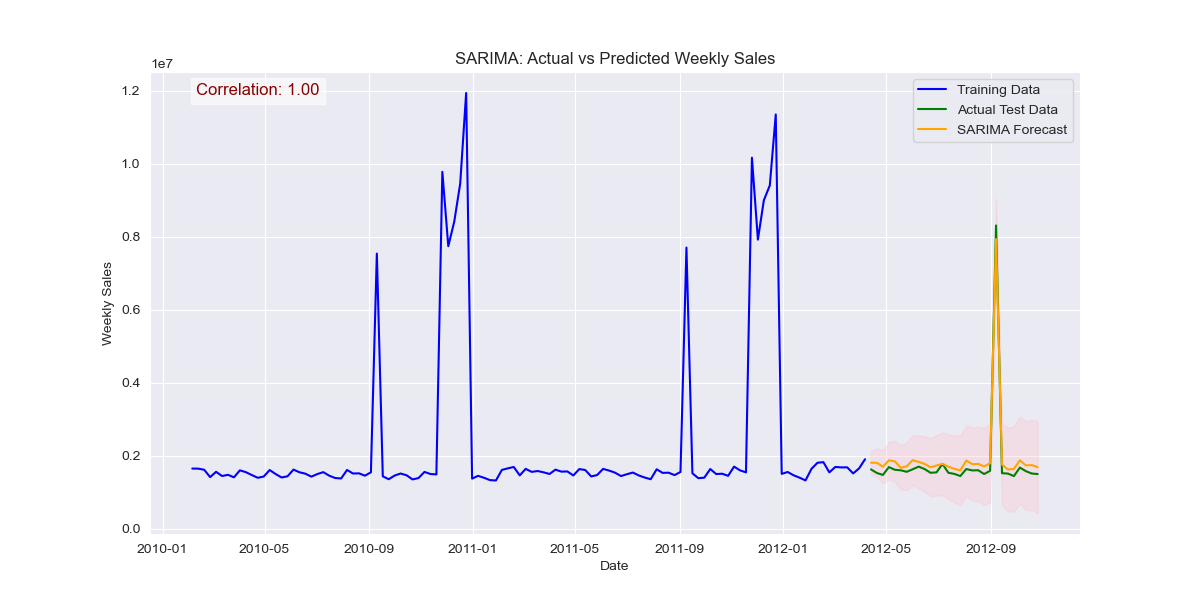 SARIMA: Actual vs Predicted Weekly Sales
1e7
Correlation: 1.00
Training Data
Actual Test Data
SARIMA Forecast
1.2
1.0
0.8
0.6
0.4
0.2
0.0
Weekly Sales
2010-01 2010-05 2010-09 2011-01 2011-05 2011-09 2012-01 2012-05 2012-09
Date